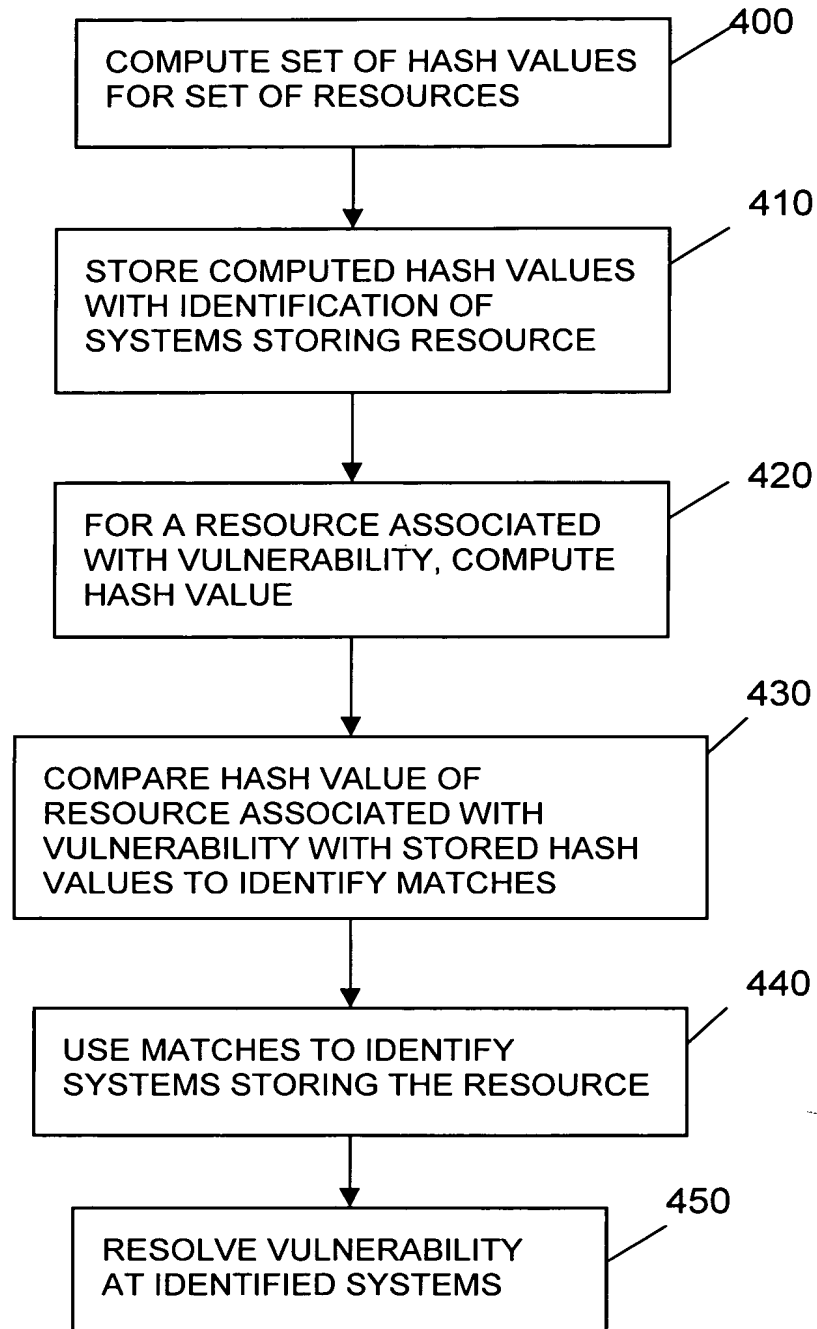 400
COMPUTE SET OF HASH VALUES
FOR SET OF RESOURCES
410
STORE COMPUTED HASH VALUES
WITH IDENTIFICATION OF
SYSTEMS STORING RESOURCE
420
FOR A RESOURCE ASSOCIATED
WITH VULNERABILITY, COMPUTE
HASH VALUE
430
COMPARE HASH VALUE OF
RESOURCE ASSOCIATED WITH
VULNERABILITY WITH STORED HASH
VALUES TO IDENTIFY MATCHES
440
USE MATCHES TO IDENTIFY
SYSTEMS STORING THE RESOURCE
450
RESOLVE VULNERABILITY
AT IDENTIFIED SYSTEMS